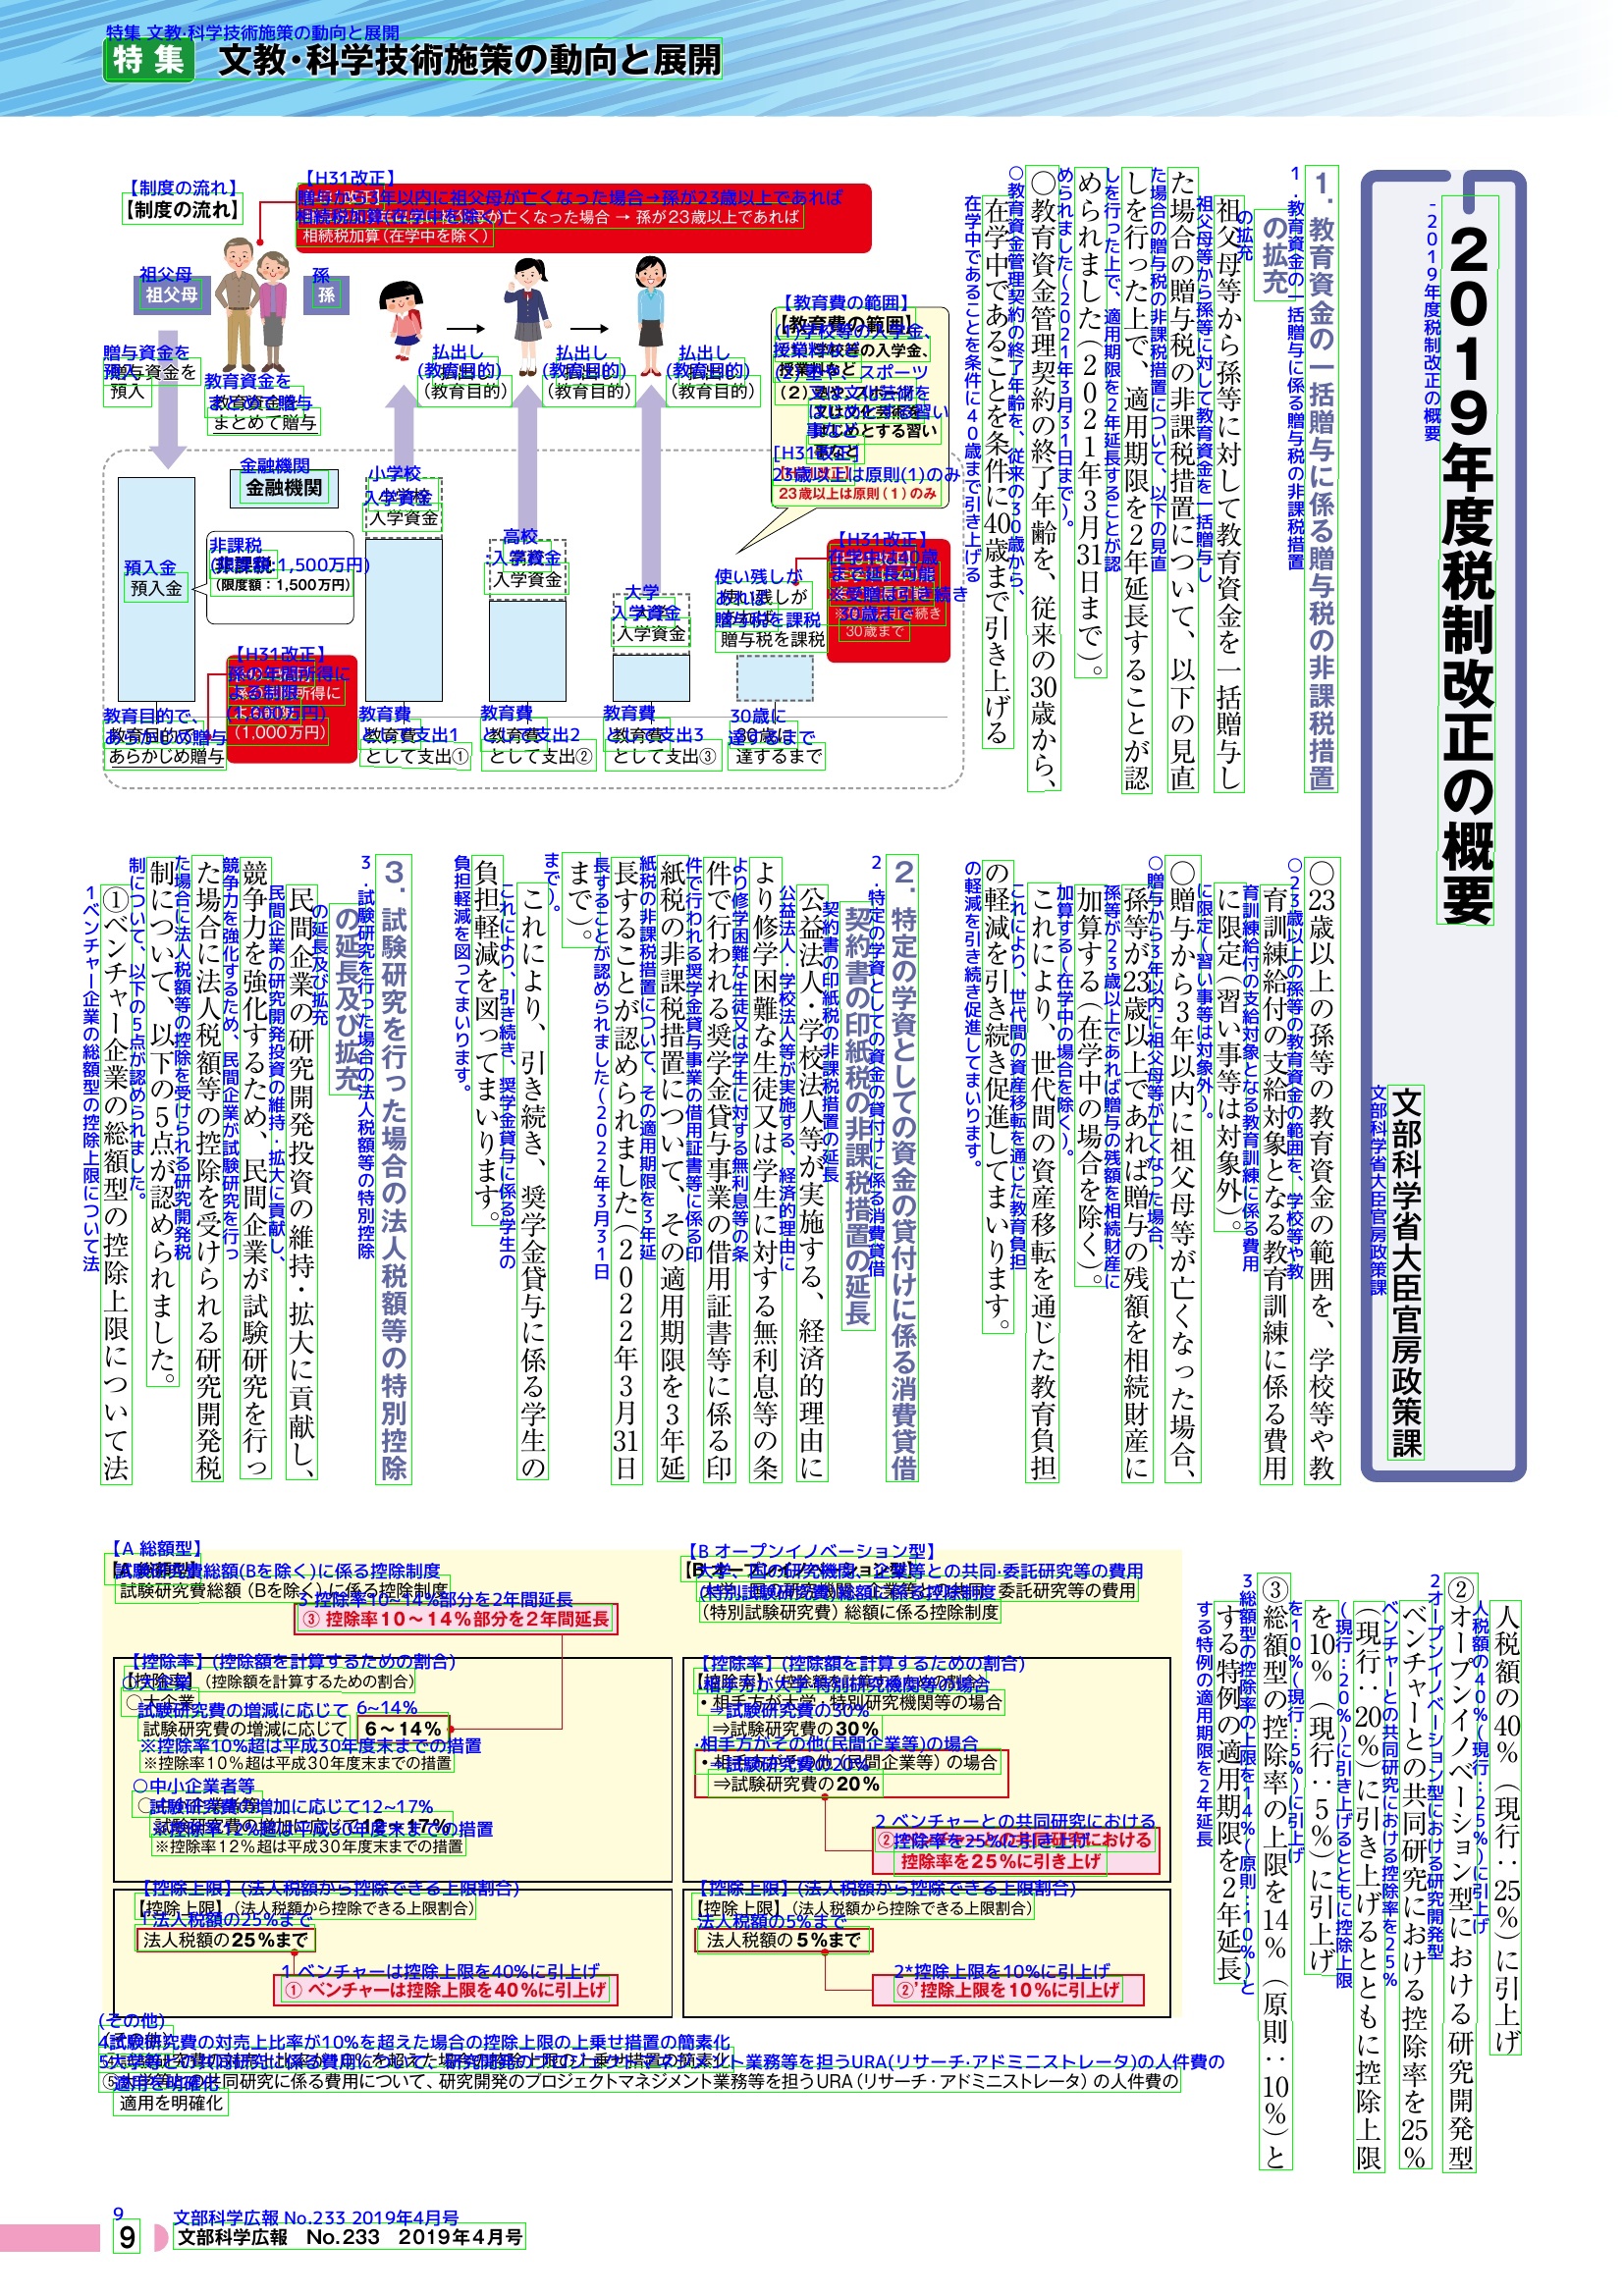 特集 文教・科学技術施策の動向と展開
2019年度税制改正の概要
文部科学省大臣官房政策課
1.教育資金の一括贈与に係る贈与税の非課税措置
の拡充
祖父母等から孫等に対して教育資金を一括贈与し
た場合の贈与税の非課税措置について、以下の見直
しを行った上で、適用期限を2年延長することが認
められました(2021年3月31日まで)。
○教育資金管理契約の終了年齢を、従来の30歳から、
在学中であることを条件に40歳まで引き上げる
○23歳以上の孫等の教育資金の範囲を、学校等や教
育訓練給付の支給対象となる教育訓練に係る費用
に限定(習い事等は対象外)。
○贈与から3年以内に祖父母等が亡くなった場合、
孫等が23歳以上であれば贈与の残額を相続財産に
加算する(在学中の場合を除く)。
これにより、世代間の資産移転を通じた教育負担
の軽減を引き続き促進してまいります。
2.特定の学資としての資金の貸付けに係る消費貸借
契約書の印紙税の非課税措置の延長
公益法人・学校法人等が実施する、経済的理由に
より修学困難な生徒又は学生に対する無利息等の条
件で行われる奨学金貸与事業の借用証書等に係る印
紙税の非課税措置について、その適用期限を3年延
長することが認められました(2022年3月31日
まで)。
これにより、引き続き、奨学金貸与に係る学生の
負担軽減を図ってまいります。
3.試験研究を行った場合の法人税額等の特別控除
の延長及び拡充
民間企業の研究開発投資の維持・拡大に貢献し、
競争力を強化するため、民間企業が試験研究を行っ
た場合に法人税額等の控除を受けられる研究開発税
制について、以下の5点が認められました。
①ベンチャー企業の総額型の控除上限について法
人税額の40%(現行:25%)に引上げ
②オープンイノベーション型における研究開発型
ベンチャーとの共同研究における控除率を25%
(現行:20%)に引き上げるとともに控除上限
を10%(現行:5%)に引上げ
③総額型の控除率の上限を14%(原則:10%)と
する特例の適用期限を2年延長
【制度の流れ】
【H31改正】
贈与から3年以内に祖父母が亡くなった場合→孫が23歳以上であれば
相続税加算(在学中を除く)
祖父母
孫
贈与資金を
預入
教育資金を
まとめて贈与
払出し
(教育目的)
払出し
(教育目的)
払出し
(教育目的)
【教育費の範囲】
(1)学校等の入学金、
授業料など
(2)塾や、スポーツ
又は文化芸術を
はじめとする習い
事など
[H31改正]
23歳以上は原則(1)のみ
金融機関
預入金
非課税
(限度額:1,500万円)
小学校
入学資金
高校
入学資金
大学
入学資金
使い残しが
あれば
贈与税を課税
【H31改正】
在学中は40歳
まで延長可能
※受贈は引き続き
30歳まで
【H31改正】
孫の年間所得に
よる制限
(1,000万円)
教育目的で、
あらかじめ贈与
教育費
として支出①
教育費
として支出②
教育費
として支出③
30歳に
達するまで
【A 総額型】
試験研究費総額(Bを除く)に係る控除制度
③ 控除率10~14%部分を2年間延長
【控除率】(控除額を計算するための割合)
○大企業
試験研究費の増減に応じて 6~14%
※控除率10%超は平成30年度末までの措置
○中小企業者等
試験研究費の増加に応じて12~17%
※控除率12%超は平成30年度末までの措置
【控除上限】(法人税額から控除できる上限割合)
法人税額の25%まで
① ベンチャーは控除上限を40%に引上げ
【B オープンイノベーション型】
大学、国の研究機関、企業等との共同・委託研究等の費用
(特別試験研究費)総額に係る控除制度
【控除率】(控除額を計算するための割合)
・相手方が大学・特別研究機関等の場合
⇒試験研究費の30%
・相手方がその他(民間企業等)の場合
⇒試験研究費の20%
② ベンチャーとの共同研究における
控除率を25%に引き上げ
【控除上限】(法人税額から控除できる上限割合)
法人税額の5%まで
②'控除上限を10%に引上げ
(その他)
④試験研究費の対売上比率が10%を超えた場合の控除上限の上乗せ措置の簡素化
⑤大学等との共同研究に係る費用について、研究開発のプロジェクトマネジメント業務等を担うURA(リサーチ・アドミニストレータ)の人件費の
適用を明確化
9 文部科学広報 No.233 2019年4月号